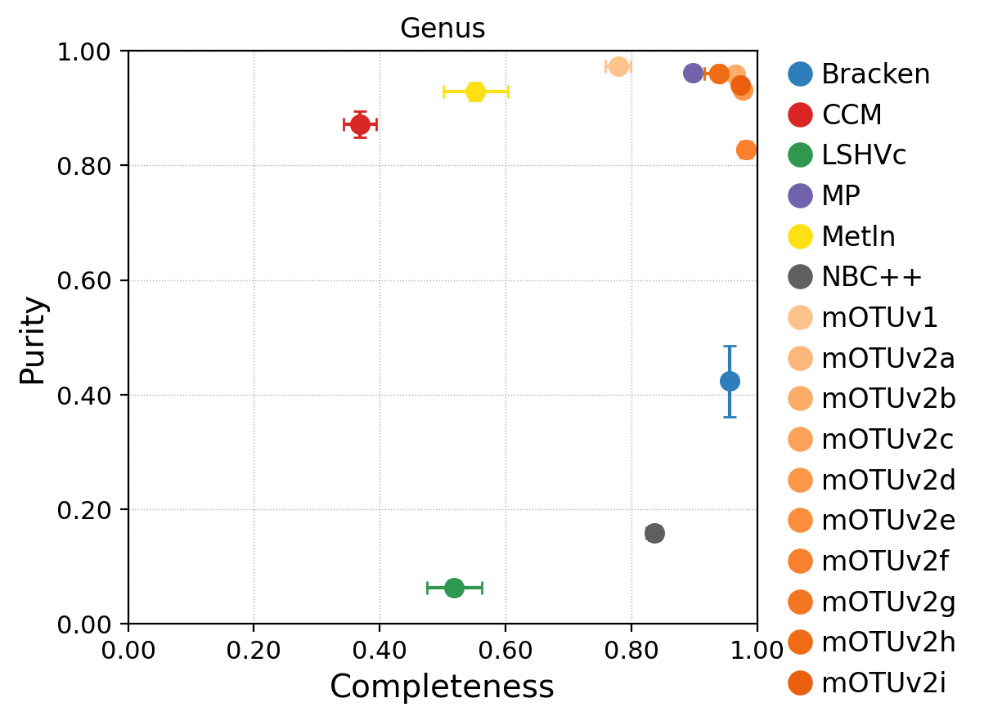 Genus
1.00
0.80
0.60
0.40
0.20
0.00
Purity
0.00 0.20 0.40 0.60 0.80 1.00
Completeness
Bracken
CCM
LSHVc
MP
Metln
NBC++
mOTUv1
mOTUv2a
mOTUv2b
mOTUv2c
mOTUv2d
mOTUv2e
mOTUv2f
mOTUv2g
mOTUv2h
mOTUv2i